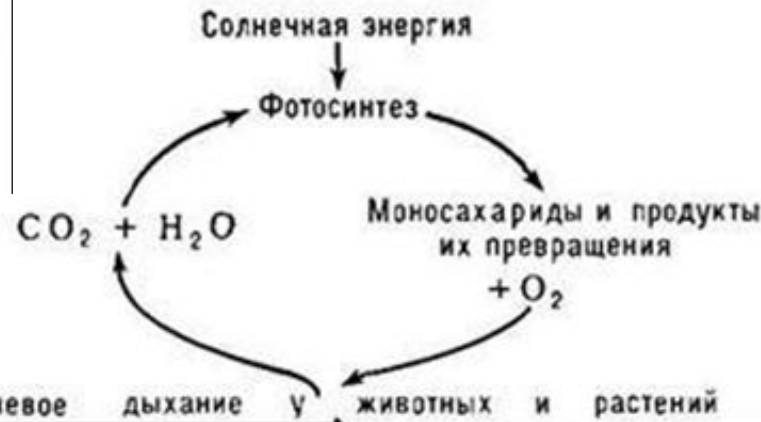 Солнечная энергия
Фотосинтез
CO₂ + H₂O
Моносахариды и продукты
их превращения
+ O₂
дыхание у животных и растений